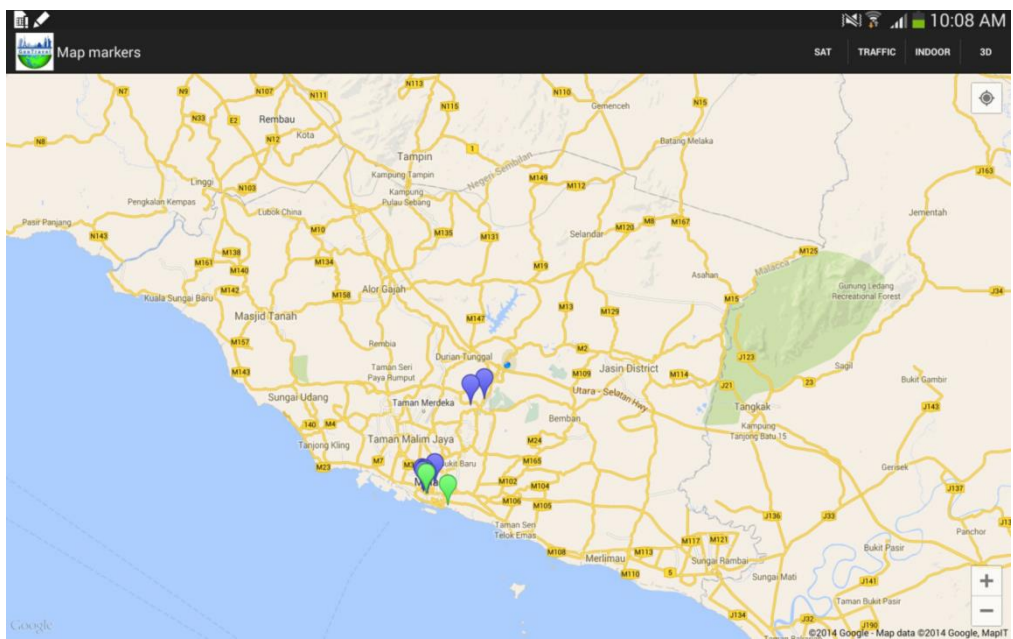 10:08 AM
Map markers
SAT
TRAFFIC
INDOOR
3D
N7
N9
N107
N111
N113
N115
N110
Gemenceh
N15
N33
E2
Rembau
Kota
N12
1
Batang Melaka
N8
Tampin
Negeri Sembilan
J163
Linggi
N103
Kampung Tampin
M149
M112
Pengkalan Kempas
Kampung
Pulau Sebang
Lubok China
Jementah
Pasir Panjang
N143
M10
M135
M131
Selandar
M120
M8
M167
M138
M161
M140
M134
M19
Asahan
Malacca
M125
Kuala Sungai Baru
M142
M158
Alor Gajah
Gunung Ledang
Recreational Forest
J34
Masjid Tanah
M147
M13
M129
M15
M157
Rembia
Durian Tunggal
M2
J123
M143
Taman Seri
Paya Rumput
M109
Jasin District
M114
Sagil
Bukit Gambir
Sungai Udang
Taman Merdeka
Utara - Selatan Hwy
J21
23
J143
140
M4
Bemban
Tangkak
Tanjong Kling
Taman Malim Jaya
M24
Kampung
Tanjong Batu 15
M23
M7
ukit Baru
M165
Gerisek
M102
M104
J137
M106
M105
J136
J33
Taman Seri
Telok Emas
Panchor
M108
Merlimau
M113
M117
M121
Sungai Rambai
Bukit Pasir
M110
5
Sungai Mati
J141
Taman Bukit Pasir
J134
J190
Google
©2014 Google - Map data ©2014 Google, MapIT